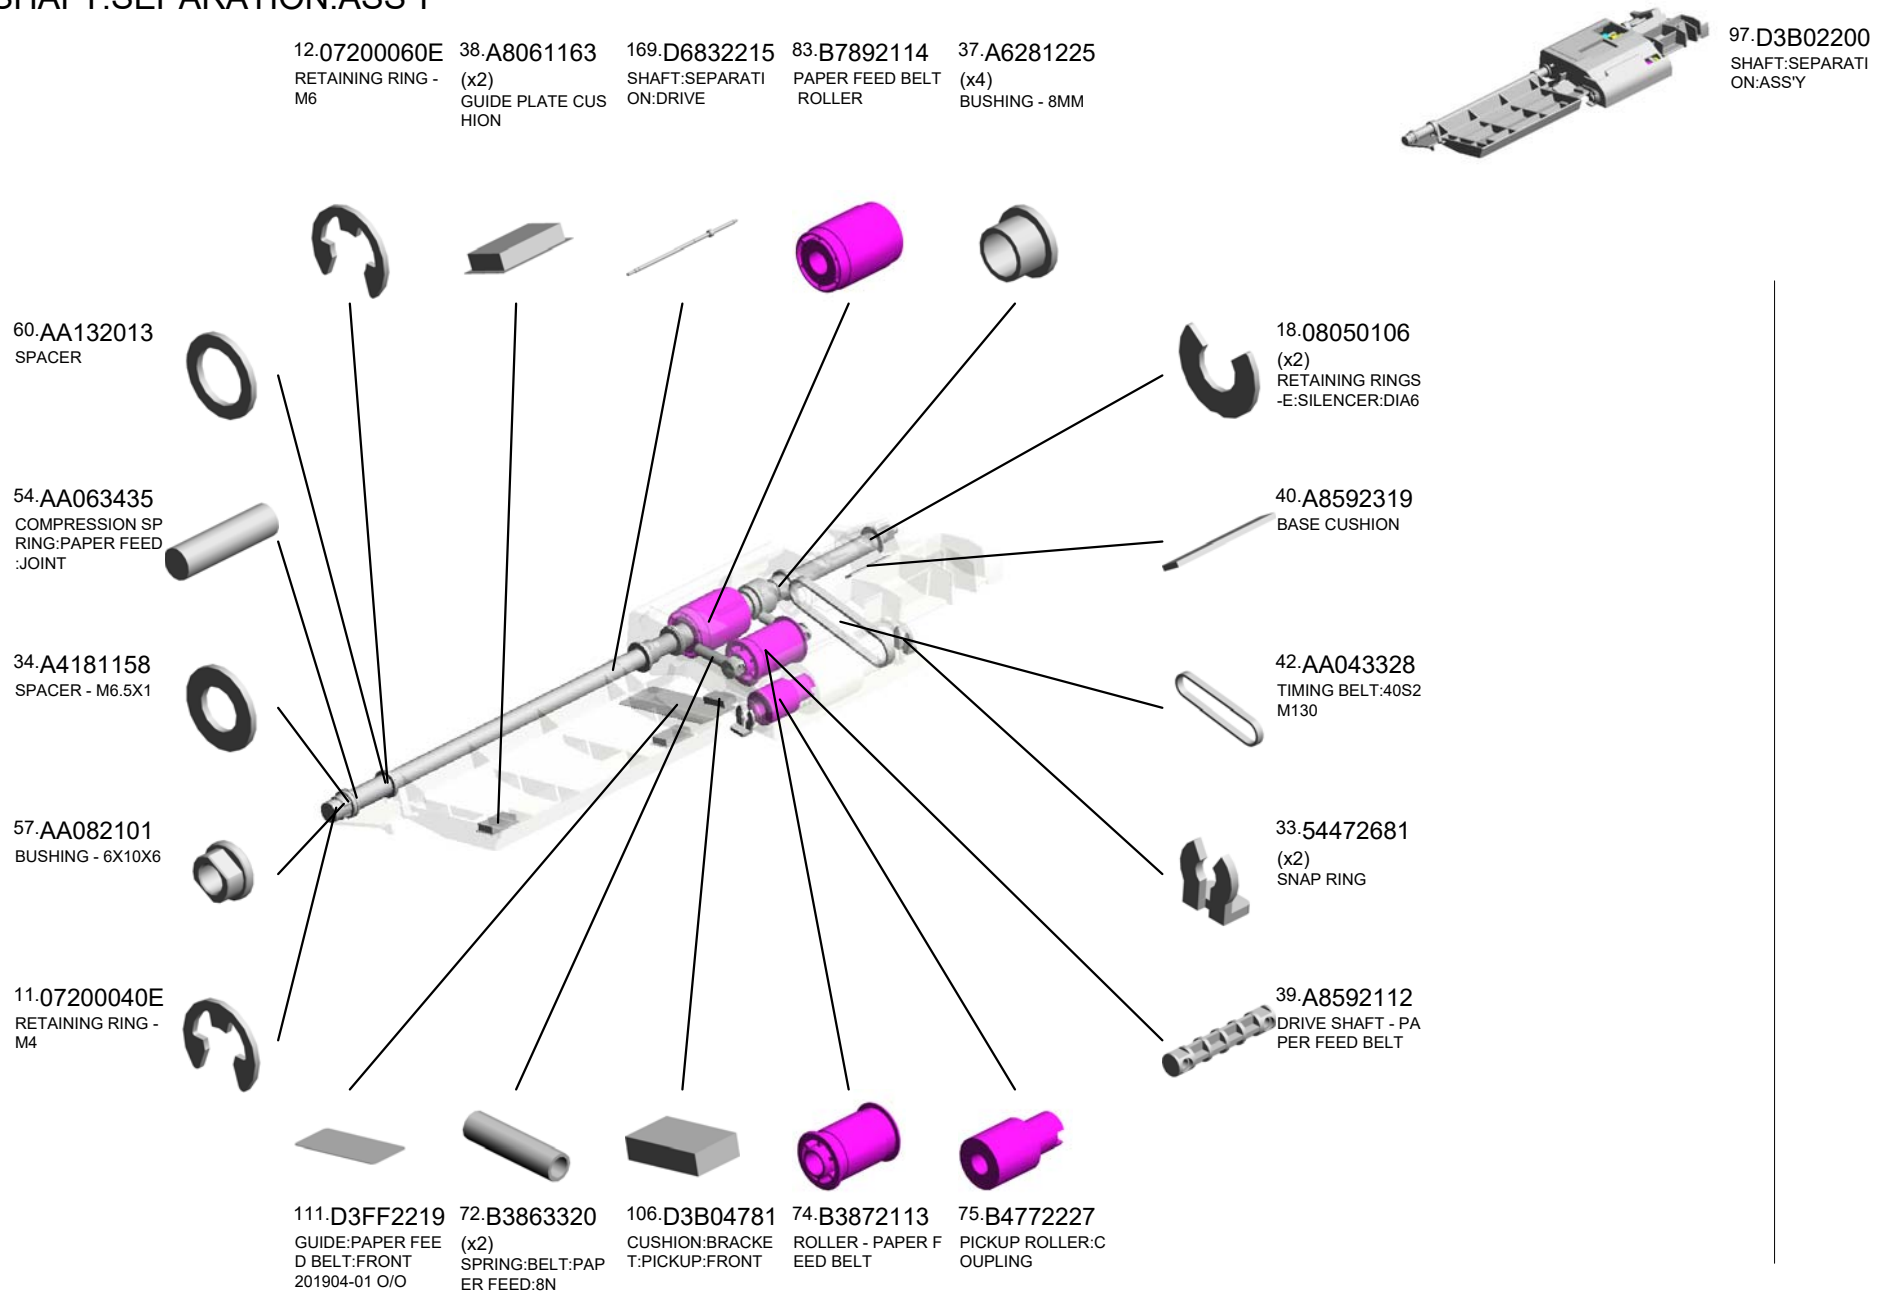 SHAFT:SEPARATION:ASS'Y
12.07200060E
RETAINING RING -
M6
38.A8061163
(x2)
GUIDE PLATE CUS
HION
169.D6832215
SHAFT:SEPARATI
ON:DRIVE
83.B7892114
PAPER FEED BELT
ROLLER
37.A6281225
(x4)
BUSHING - 8MM
97.D3B02200
SHAFT:SEPARATI
ON:ASS'Y
60.AA132013
SPACER
54.AA063435
COMPRESSION SP
RING:PAPER FEED
:JOINT
34.A4181158
SPACER - M6.5X1
57.AA082101
BUSHING - 6X10X6
11.07200040E
RETAINING RING -
M4
18.08050106
(x2)
RETAINING RINGS
-E:SILENCER:DIA6
40.A8592319
BASE CUSHION
42.AA043328
TIMING BELT:40S2
M130
33.54472681
(x2)
SNAP RING
39.A8592112
DRIVE SHAFT - PA
PER FEED BELT
111.D3FF2219
GUIDE:PAPER FEE
D BELT:FRONT
201904-01 O/O
72.B3863320
(x2)
SPRING:BELT:PAP
ER FEED:8N
106.D3B04781
CUSHION:BRACKE
T:PICKUP:FRONT
74.B3872113
ROLLER - PAPER F
EED BELT
75.B4772227
PICKUP ROLLER:C
OUPLING